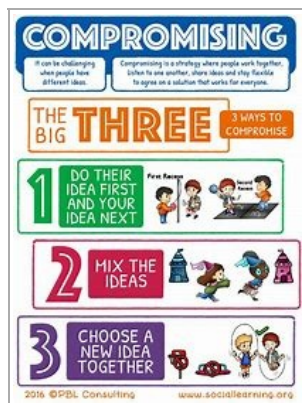 COMPROMISING
It can be challenging
when people have
different ideas.
Compromising is a strategy where people work together,
listen to one another, share ideas and stay flexible
to agree on a solution that works for everyone.
THE
BIG
THREE
3 WAYS TO
COMPROMISE
1
DO THEIR
IDEA FIRST
AND YOUR
IDEA NEXT
First Recess
Second
Recess
2
MIX THE
IDEAS
3
CHOOSE A
NEW IDEA
TOGETHER
2016 ©PBL Consulting
www.sociallearning.org